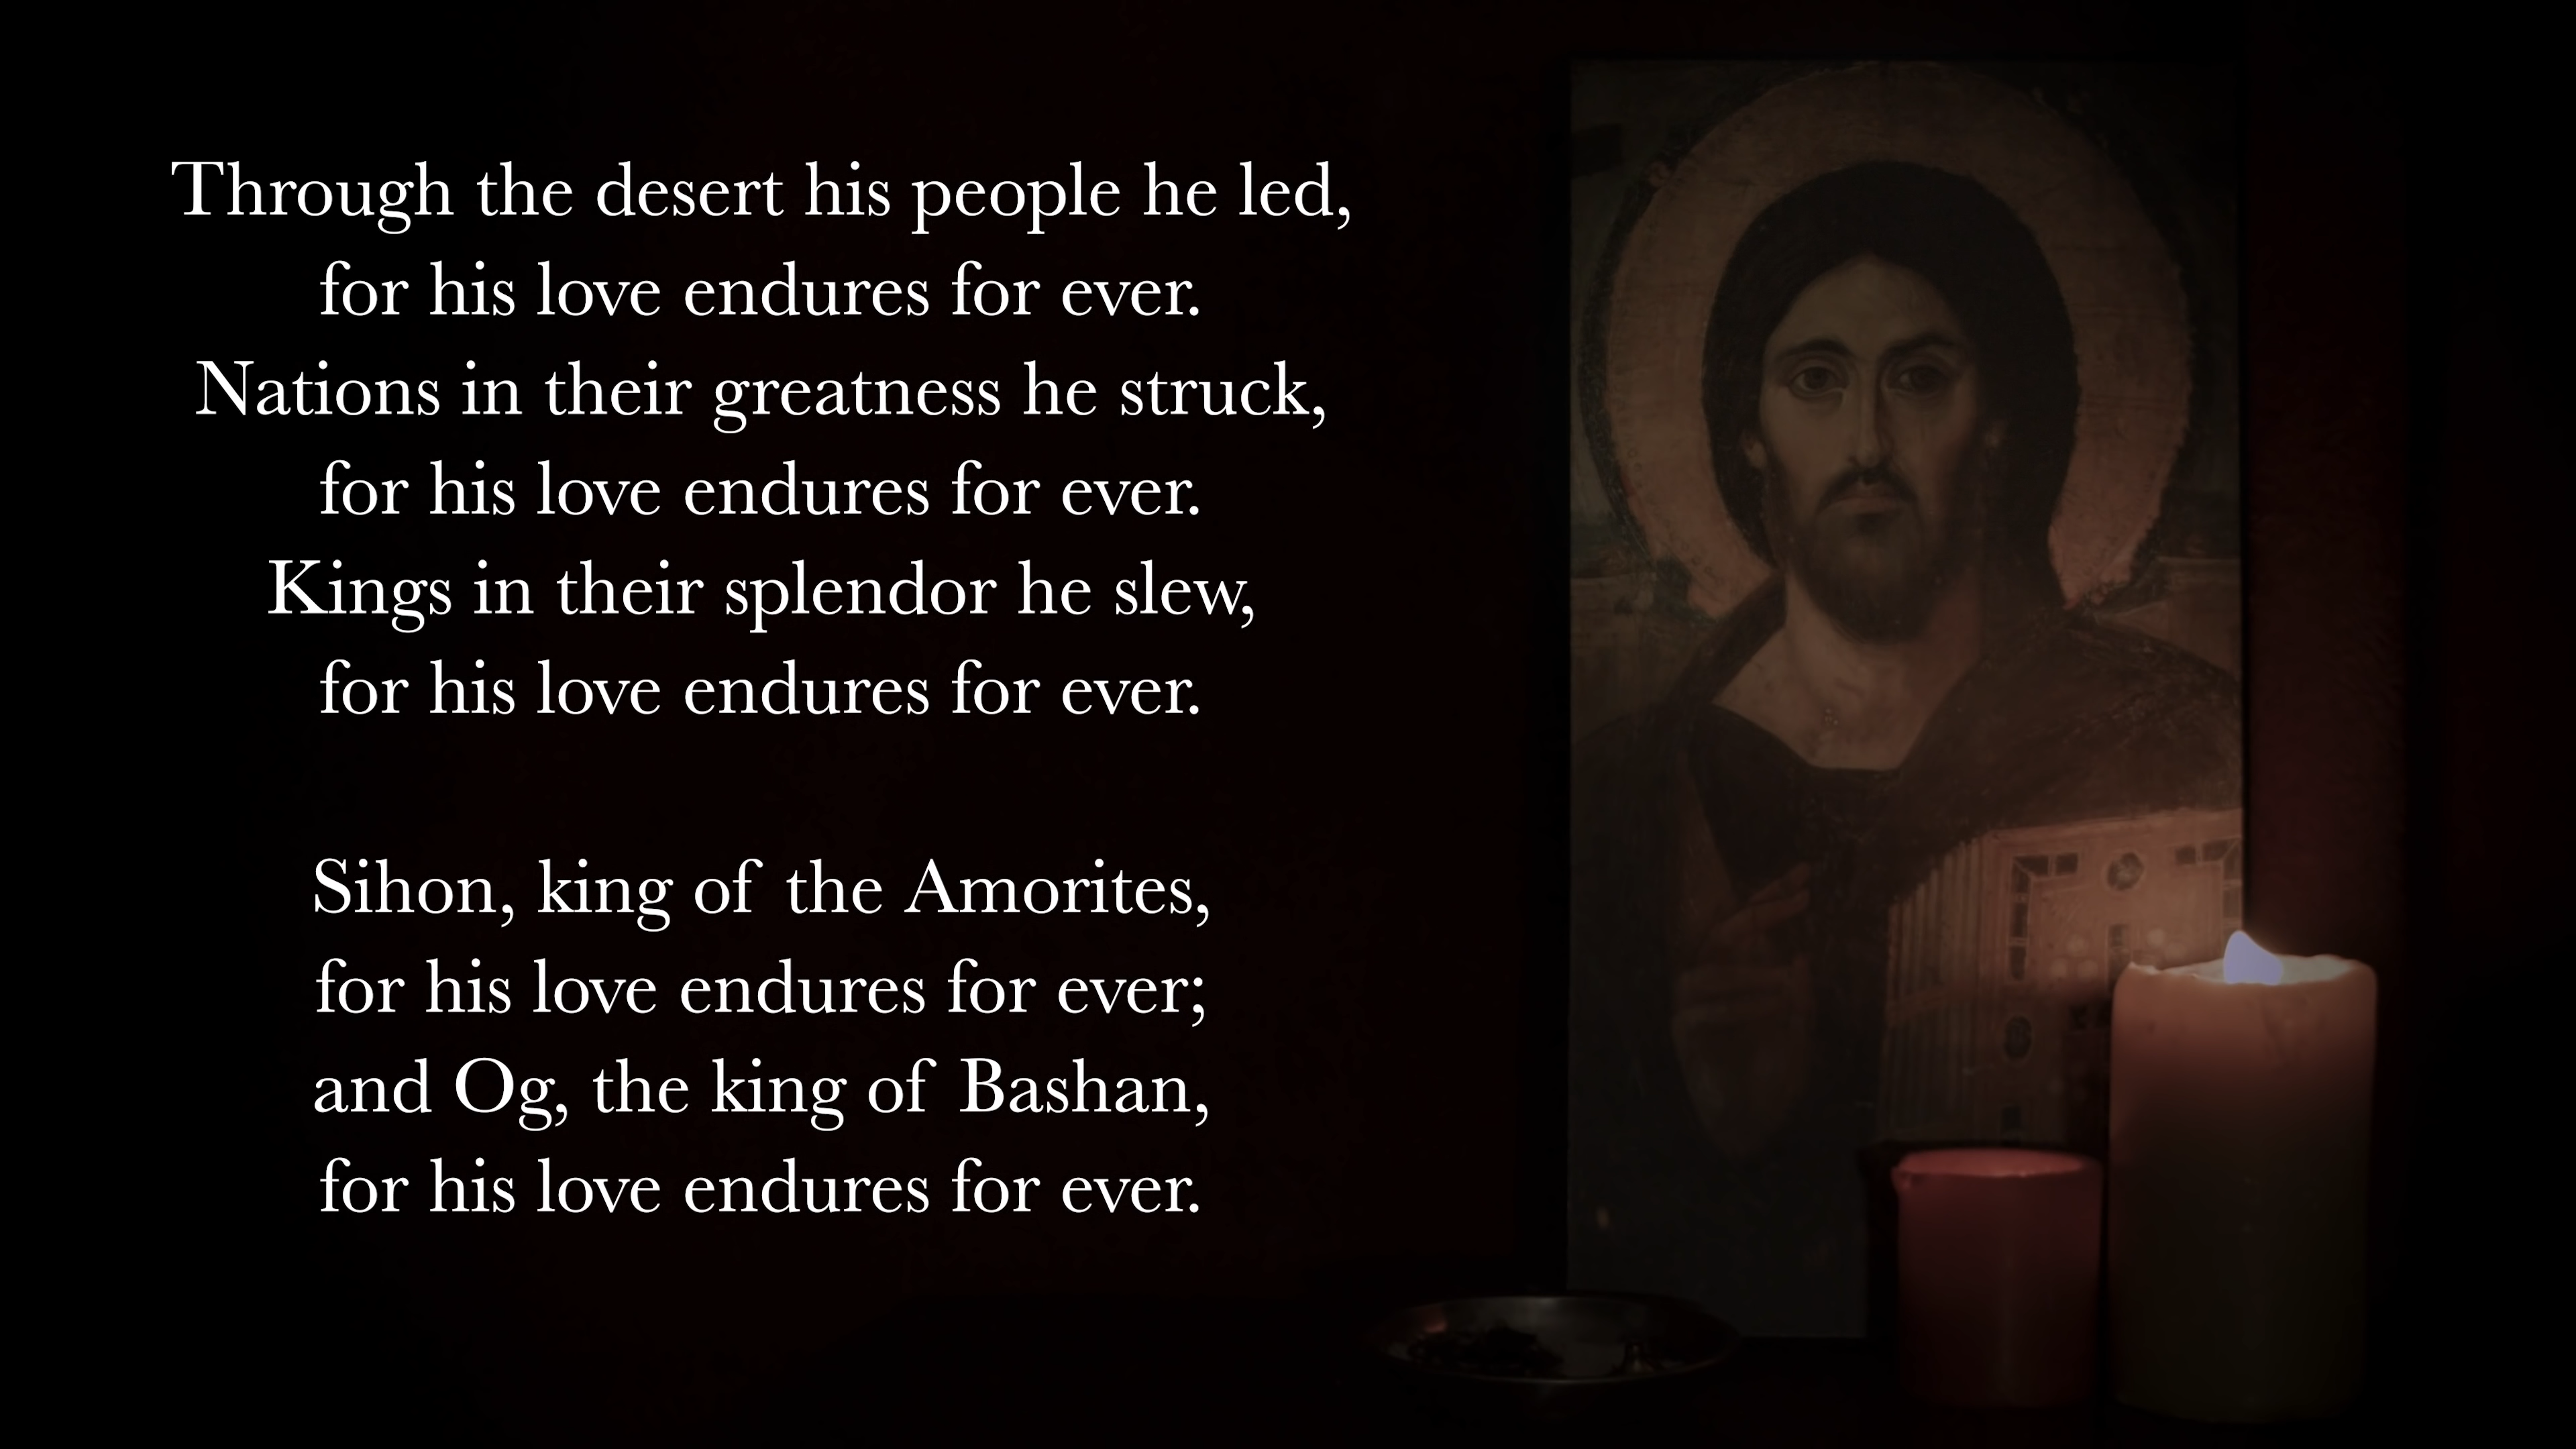 Through the desert his people he led,
for his love endures for ever.
Nations in their greatness he struck,
for his love endures for ever.
Kings in their splendor he slew,
for his love endures for ever.
Sihon, king of the Amorites,
for his love endures for ever;
and Og, the king of Bashan,
for his love endures for ever.